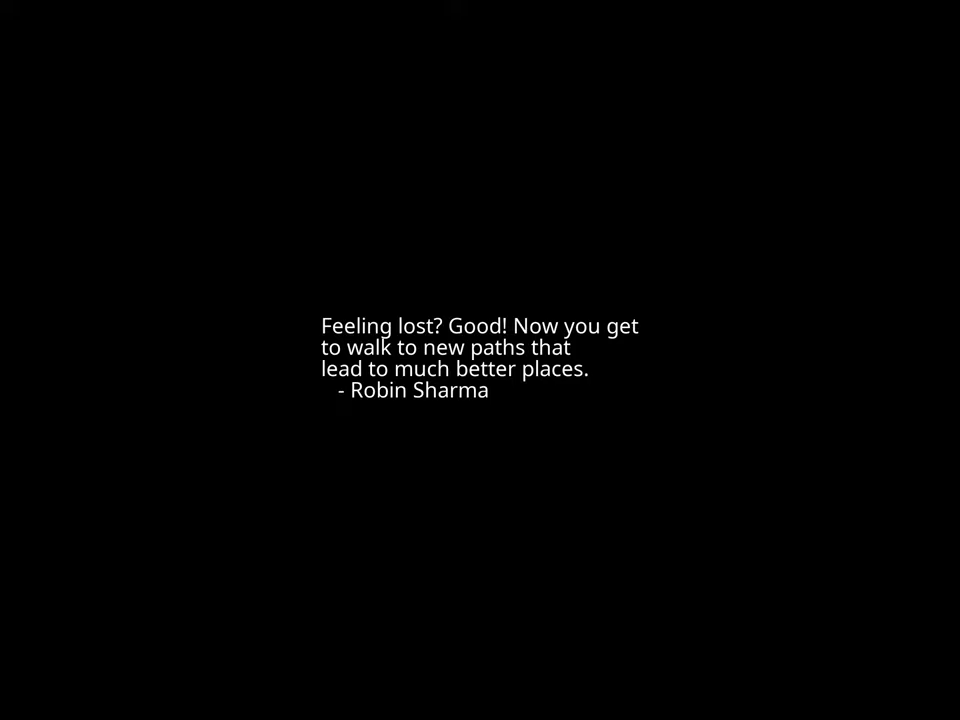 Feeling lost? Good! Now you get
to walk to new paths that
lead to much better places.
- Robin Sharma